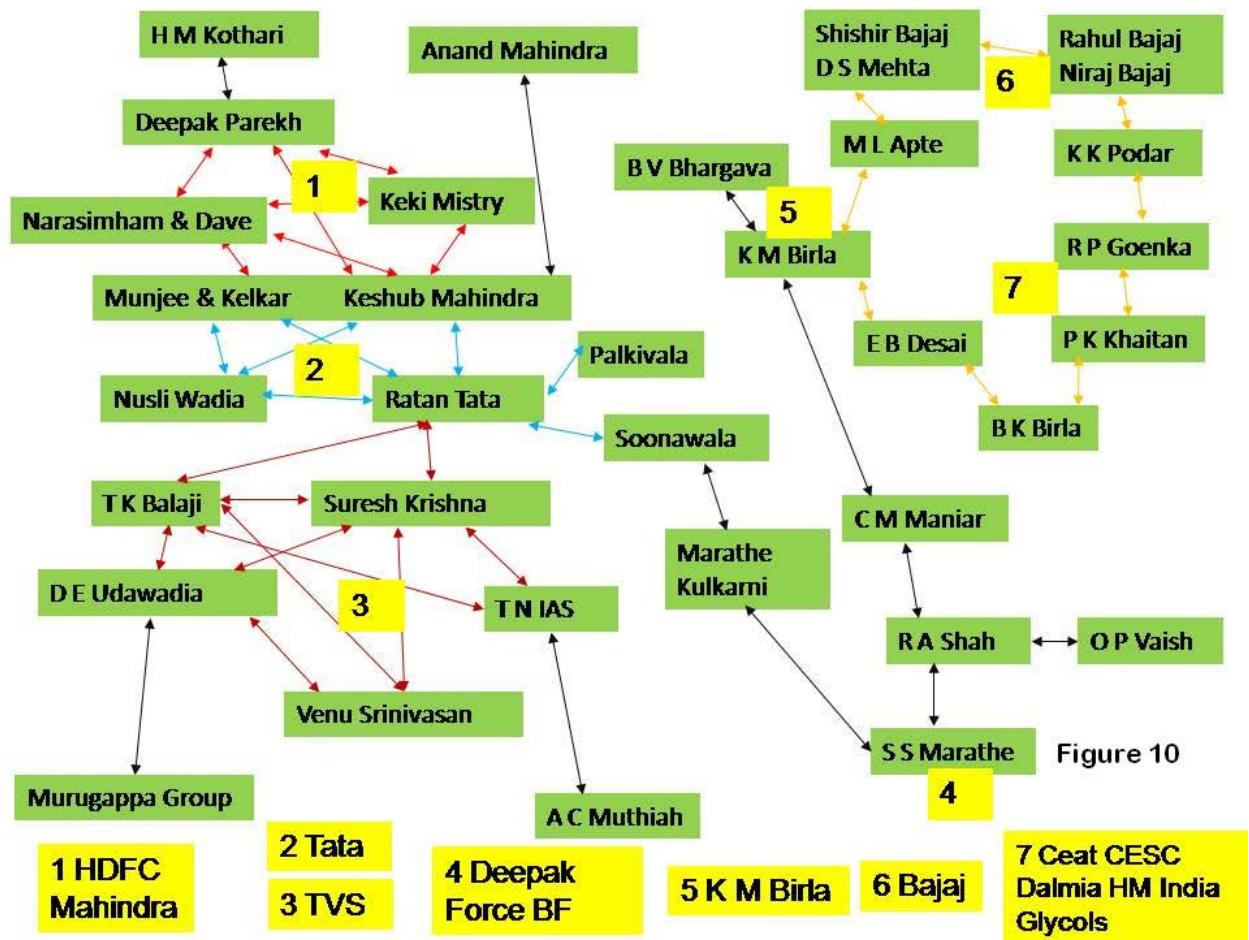 H M Kothari
Anand Mahindra
Shishir Bajaj
D S Mehta
Rahul Bajaj
Niraj Bajaj
6
Deepak Parekh
M L Apte
K K Podar
B V Bhargava
1
Keki Mistry
5
Narasimham & Dave
K M Birla
R P Goenka
7
Munjee & Kelkar
Keshub Mahindra
E B Desai
P K Khaitan
2
Palkivala
Nusli Wadia
Ratan Tata
B K Birla
Soonawala
T K Balaji
Suresh Krishna
C M Maniar
Marathe
Kulkarni
D E Udawadia
3
T N IAS
R A Shah
O P Vaish
Venu Srinivasan
S S Marathe
Figure 10
4
Murugappa Group
A C Muthiah
1 HDFC
Mahindra
2 Tata
3 TVS
4 Deepak
Force BF
5 K M Birla
6 Bajaj
7 Ceat CESC
Dalmia HM India
Glycols